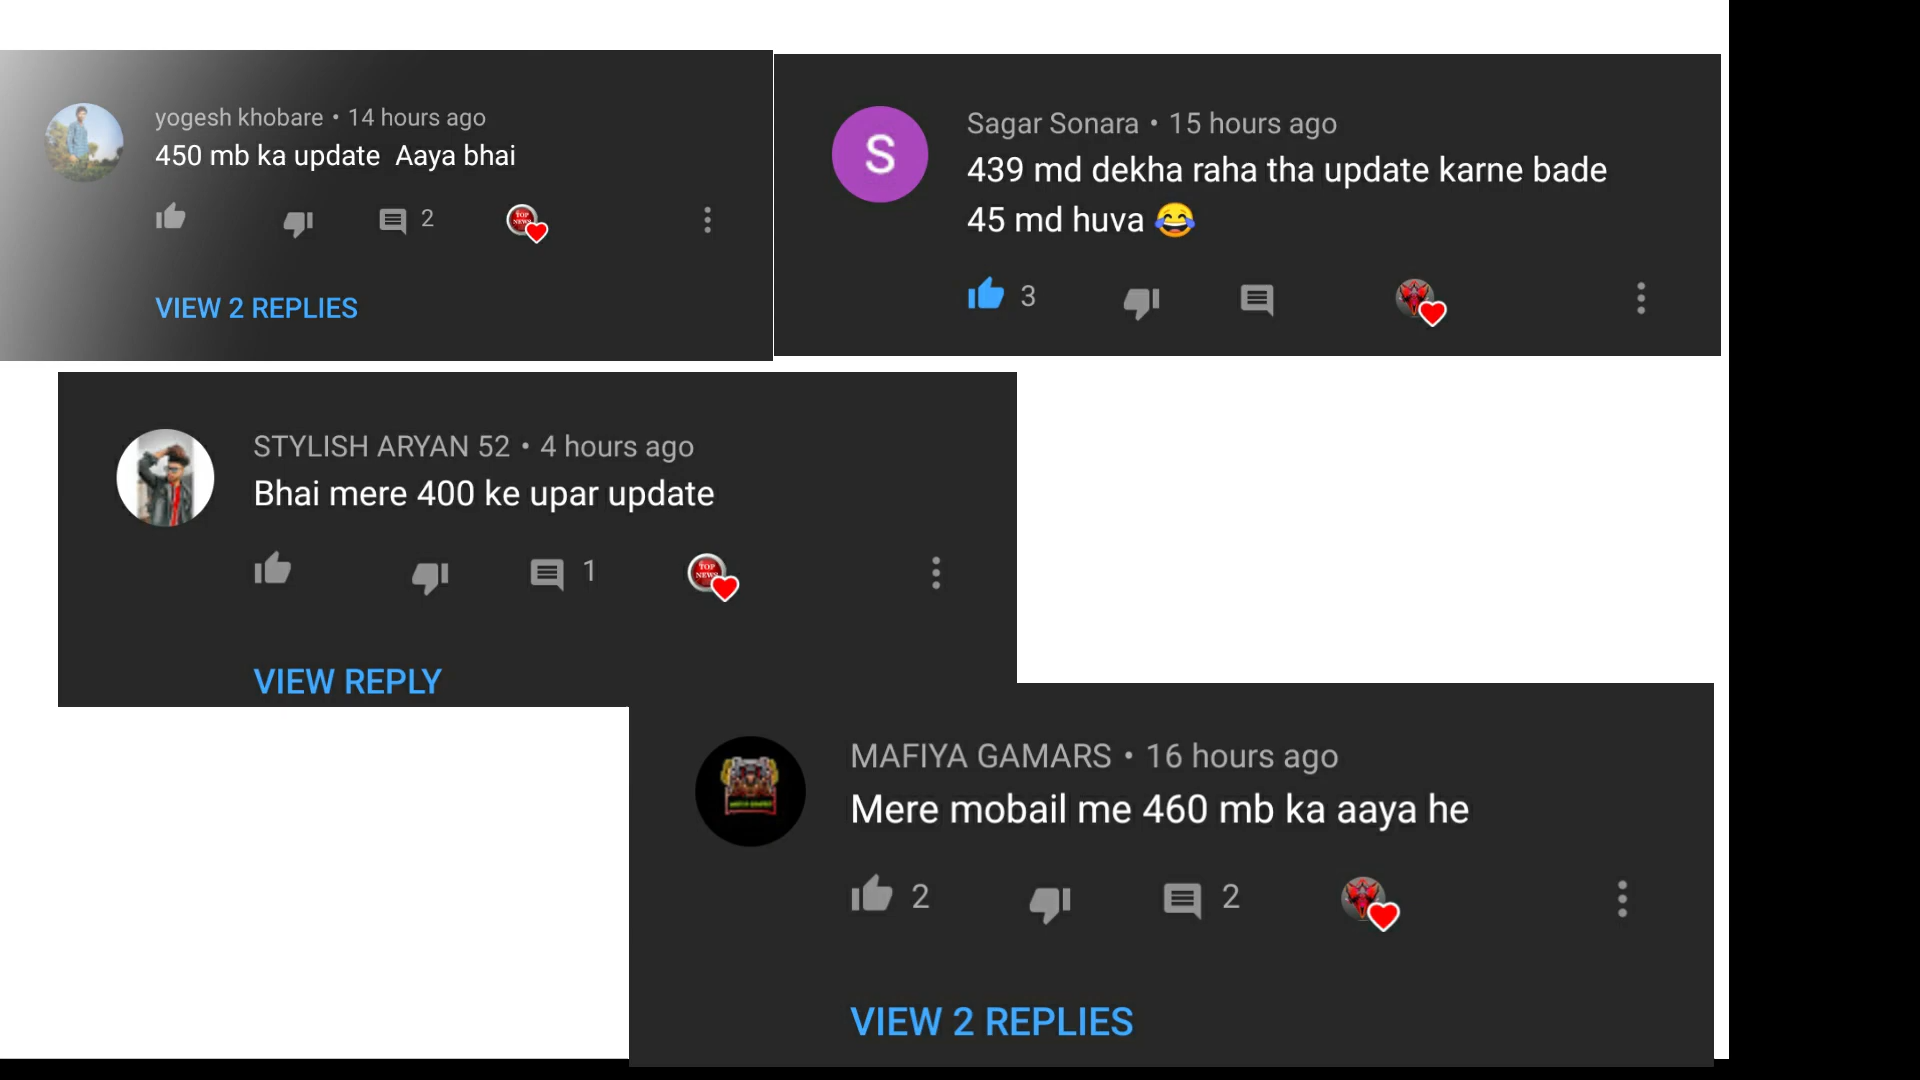 yogesh khobare • 14 hours ago
450 mb ka update Aaya bhai
2
VIEW 2 REPLIES
S
Sagar Sonara • 15 hours ago
439 md dekha raha tha update karne bade
45 md huva 😂
3
STYLISH ARYAN 52 • 4 hours ago
Bhai mere 400 ke upar update
1
TOP
NEWS
VIEW REPLY
MAFIYA GAMARS • 16 hours ago
Mere mobail me 460 mb ka aaya he
2 2
VIEW 2 REPLIES